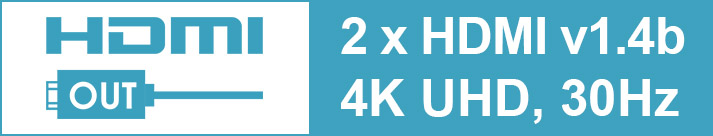 HDMI
OUT
2 x HDMI v1.4b
4K UHD, 30Hz